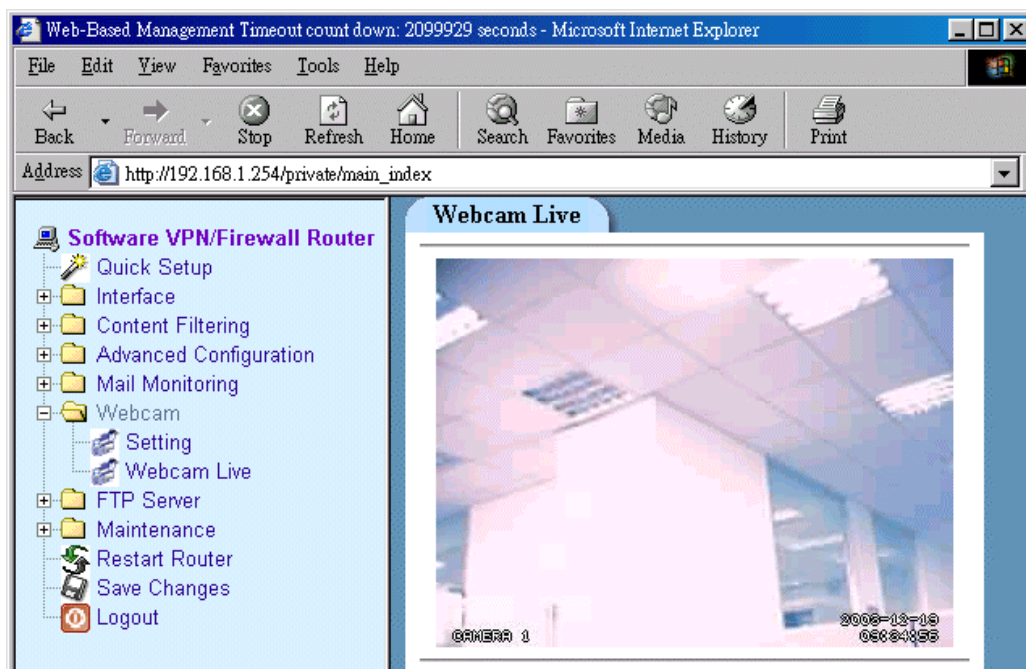 Web-Based Management Timeout count down: 2099929 seconds - Microsoft Internet Explorer
File Edit View Favorites Tools Help
Back Forward Stop Refresh Home Search Favorites Media History Print
Address http://192.168.1.254/private/main_index
Software VPN/Firewall Router
Quick Setup
Interface
Content Filtering
Advanced Configuration
Mail Monitoring
Webcam
Setting
Webcam Live
FTP Server
Maintenance
Restart Router
Save Changes
Logout
Webcam Live
CAMERA 1